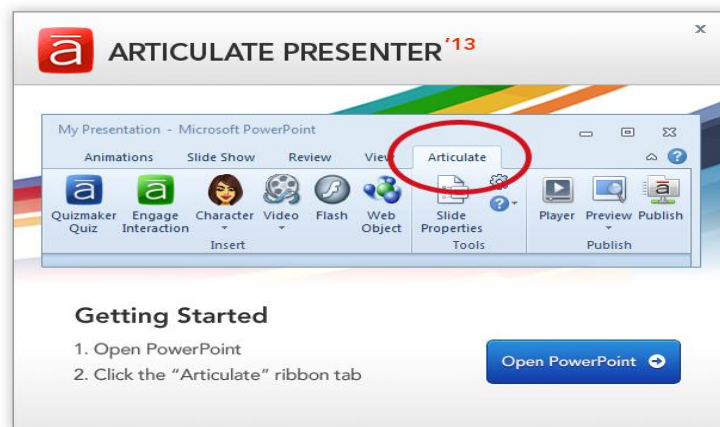 ā ARTICULATE PRESENTER '13
x
My Presentation - Microsoft PowerPoint
Animations Slide Show Review View Articulate
ā ā
Quizmaker Quiz Engage Interaction Character Video Flash Web Object Slide Properties Player Preview Publish
Insert Tools Publish
Getting Started
1. Open PowerPoint
2. Click the “Articulate” ribbon tab
Open PowerPoint